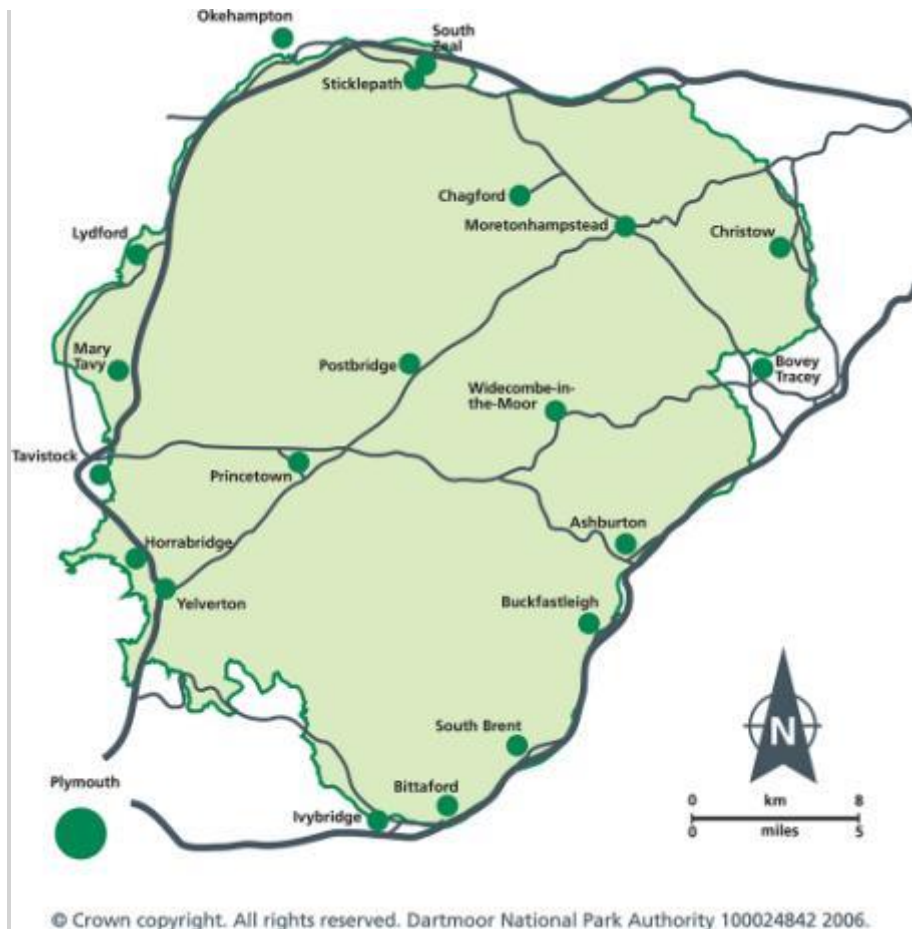 Okehampton
South
Zeal
Sticklepath
Chagford
Moretonhampstead
Lydford
Christow
Mary
Tavy
Postbridge
Bovey
Tracey
Widecombe-in-
the-Moor
Tavistock
Princetown
Ashburton
Horrabridge
Yelverton
Buckfastleigh
N
South Brent
Plymouth
Bittaford
Ivybridge
0 km 8
0 miles 5
© Crown copyright. All rights reserved. Dartmoor National Park Authority 100024842 2006.